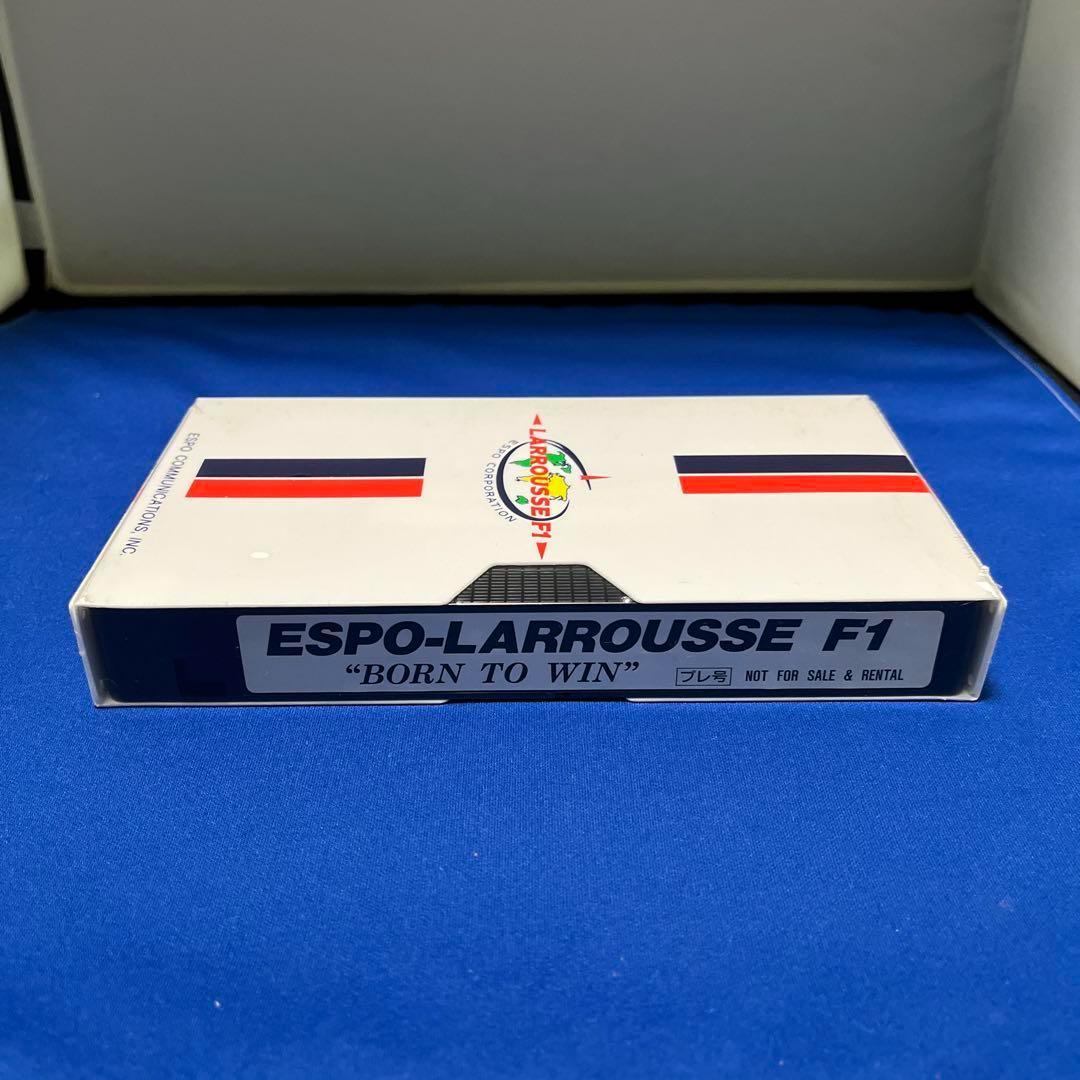 ESPO COMMUNICATIONS, INC.
LARROUSSE F1
ESPO CORPORATION
ESPO-LARROUSSE F1
“BORN TO WIN”
プレ号 NOT FOR SALE & RENTAL